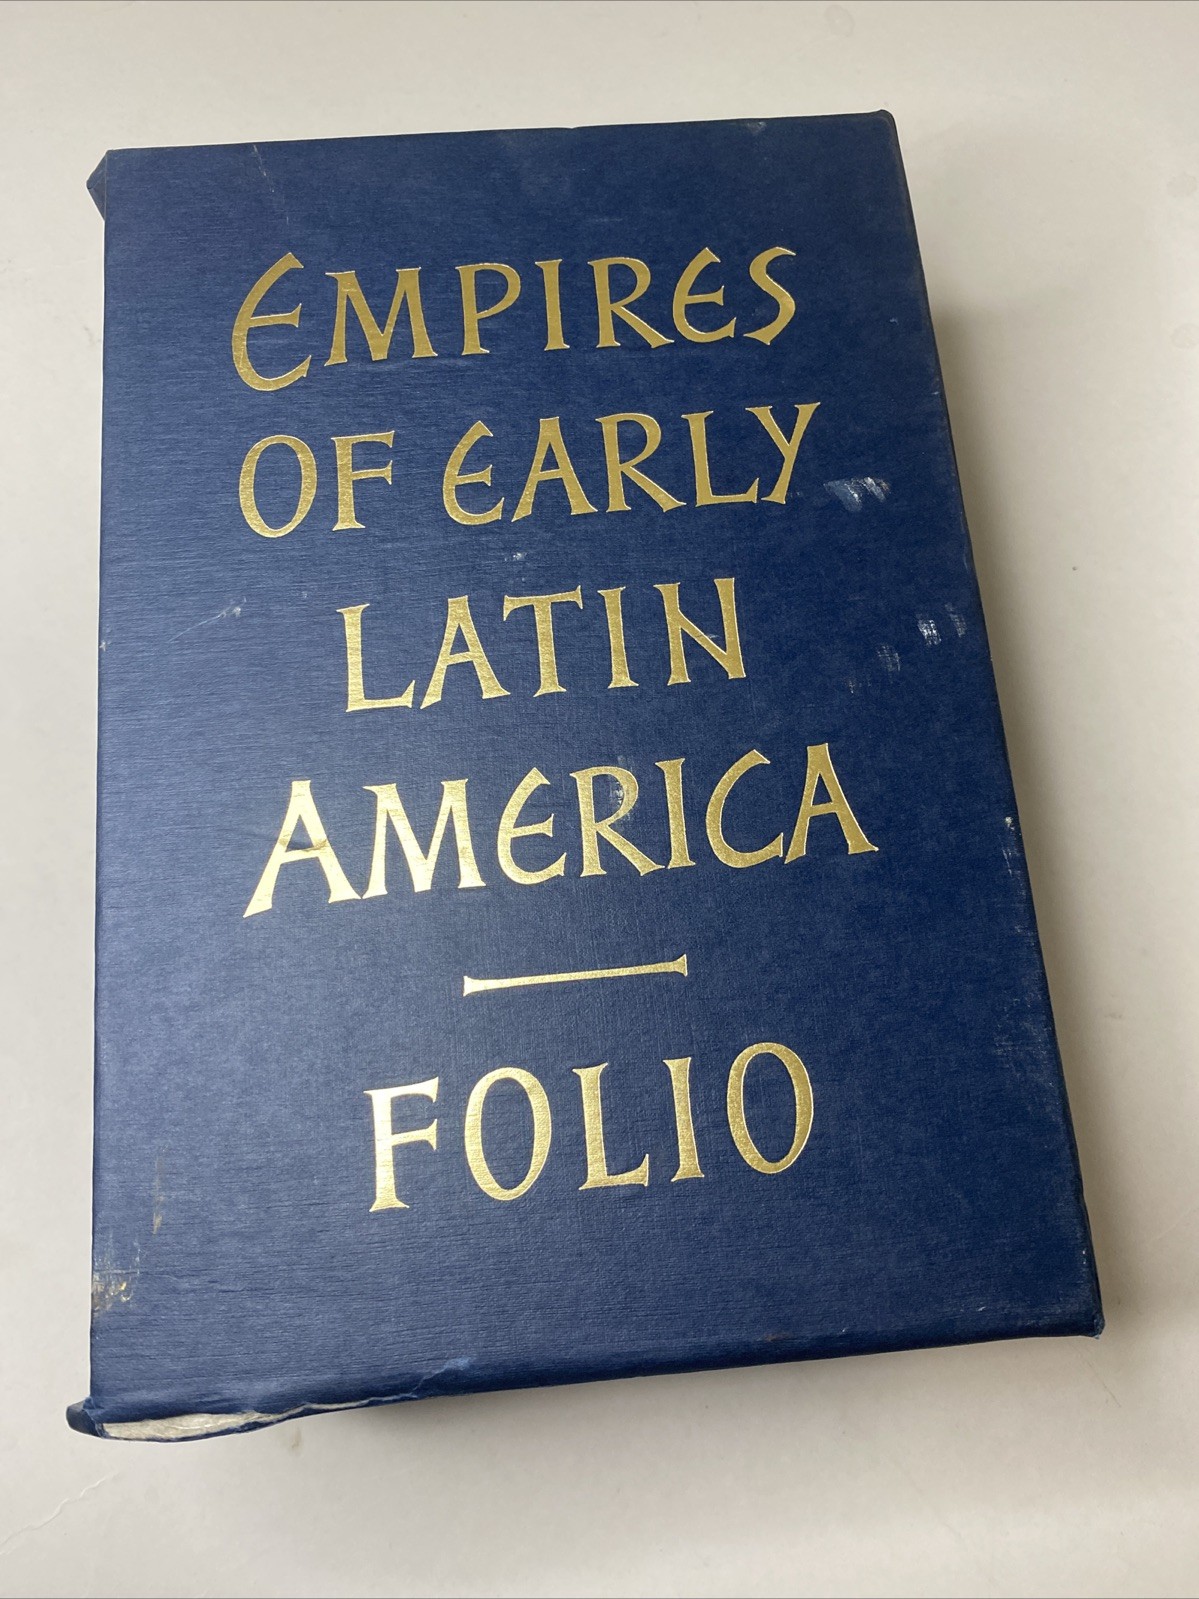 EMPIRES
OF EARLY
LATIN
AMERICA
FOLIO